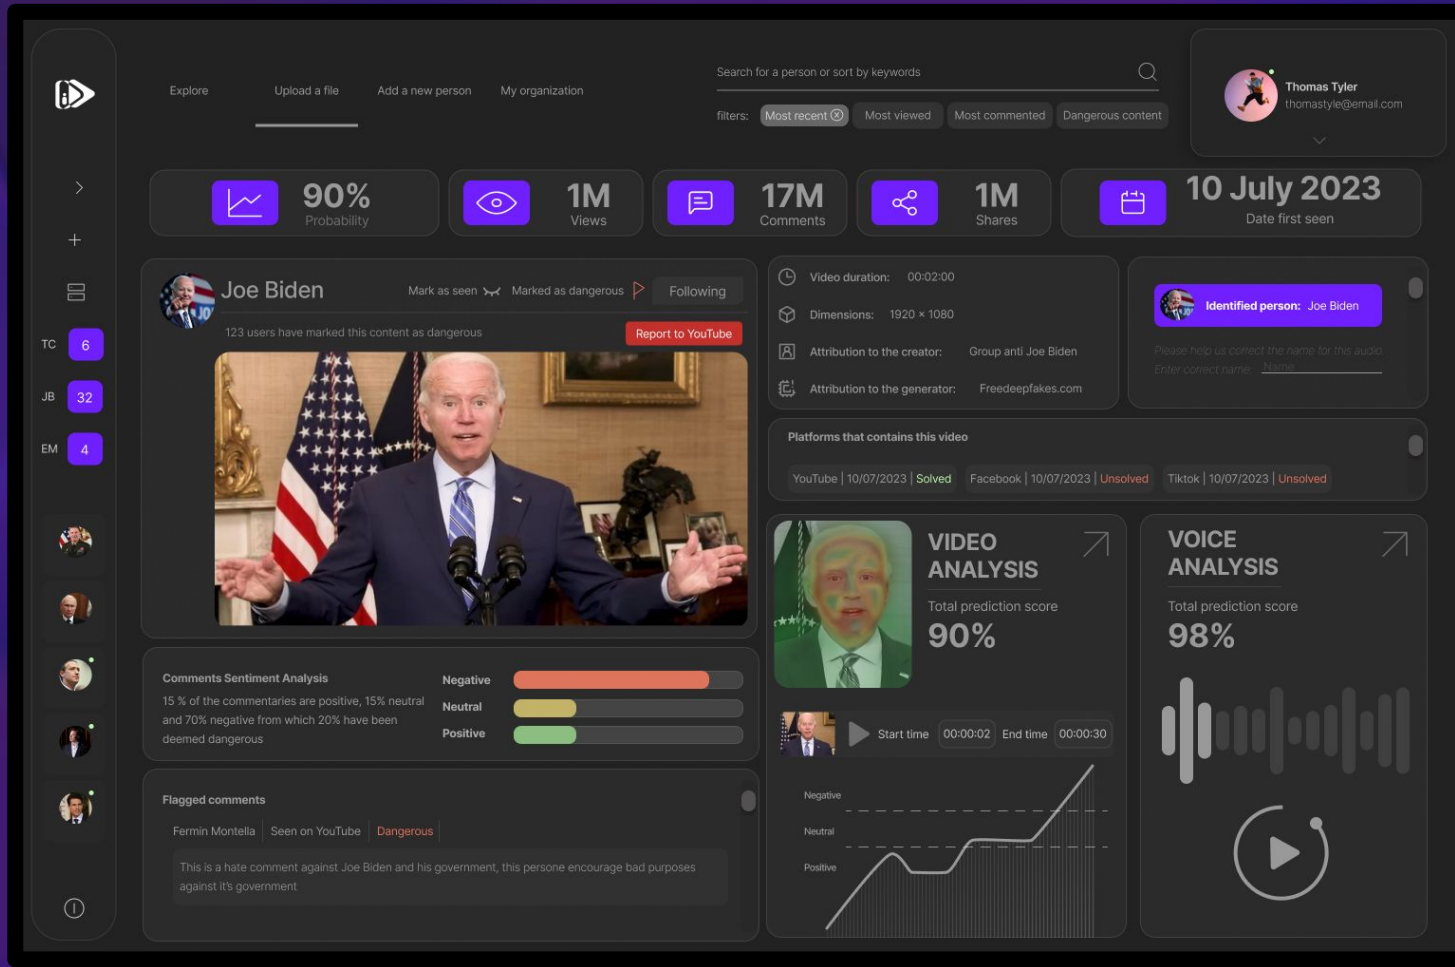 Explore
Upload a file
Add a new person
My organization
Search for a person or sort by keywords
filters:
Most recent
Most viewed
Most commented
Dangerous content
Thomas Tyler
thomastyle@email.com
90%
Probability
1M
Views
17M
Comments
1M
Shares
10 July 2023
Date first seen
TC 6
JB 32
EM 4
Joe Biden
Mark as seen
Marked as dangerous
Following
123 users have marked this content as dangerous
Report to YouTube
Video duration: 00:02:00
Dimensions: 1920 × 1080
Attribution to the creator: Group anti Joe Biden
Attribution to the generator: Freedeepfakes.com
Identified person: Joe Biden
Please help us correct the name for this audio.
Enter correct name: Name
Platforms that contains this video
YouTube | 10/07/2023 | Solved
Facebook | 10/07/2023 | Unsolved
Tiktok | 10/07/2023 | Unsolved
Comments Sentiment Analysis
15 % of the commentaries are positive, 15% neutral
and 70% negative from which 20% have been
deemed dangerous
Negative
Neutral
Positive
Flagged comments
Fermin Montella
Seen on YouTube
Dangerous
This is a hate comment against Joe Biden and his government, this persone encourage bad purposes
against it's government
VIDEO
ANALYSIS
Total prediction score
90%
Start time 00:00:02 End time 00:00:30
Negative
Neutral
Positive
VOICE
ANALYSIS
Total prediction score
98%